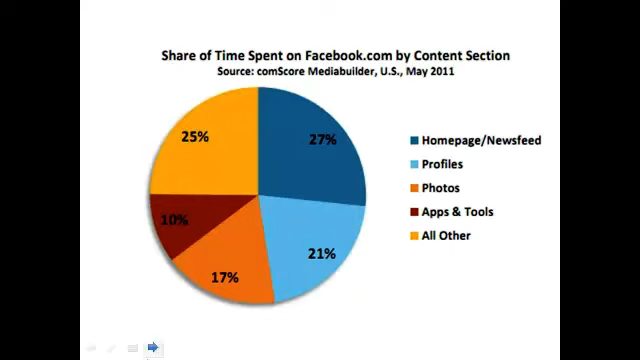 Share of Time Spent on Facebook.com by Content Section
Source: comScore Mediabuilder, U.S., May 2011
25%
27%
10%
21%
17%
Homepage/Newsfeed
Profiles
Photos
Apps & Tools
All Other